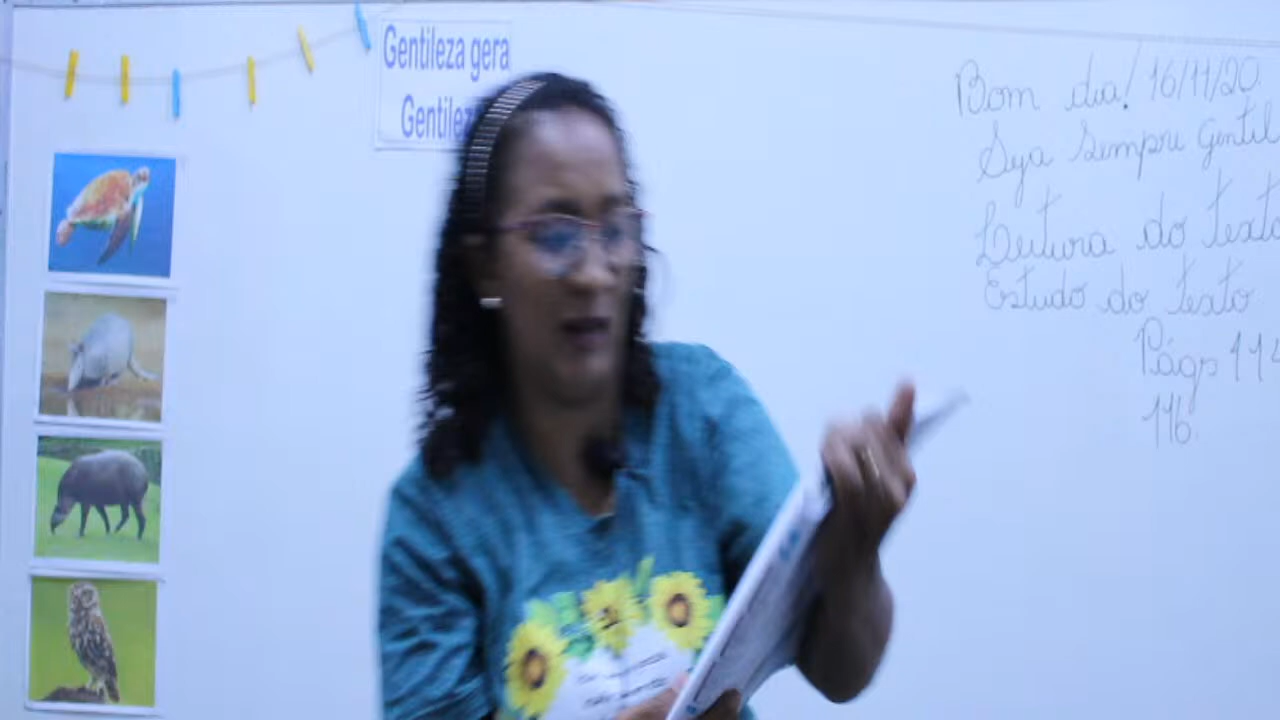 Gentileza gera
Gentilez
Bom dia! 16/11/20
Seja sempre gentil
Leitura do texto
Estudo do texto
Págs 114
116.